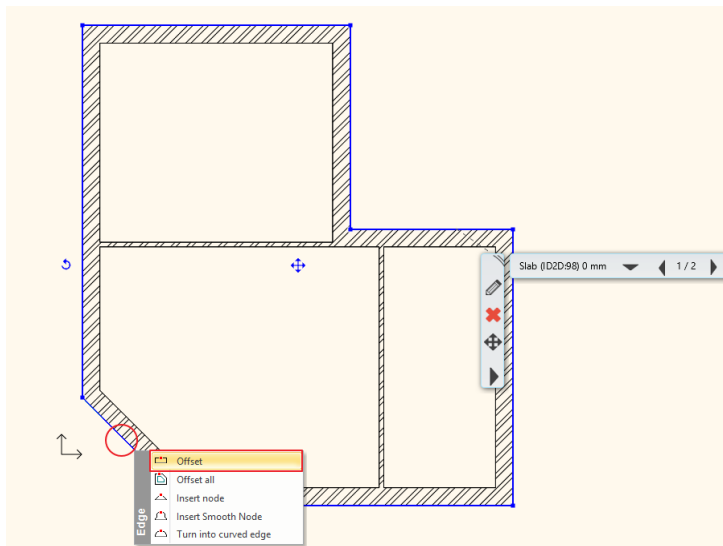 Slab (ID2D:98) 0 mm
1 / 2
Edge
Offset
Offset all
Insert node
Insert Smooth Node
Turn into curved edge